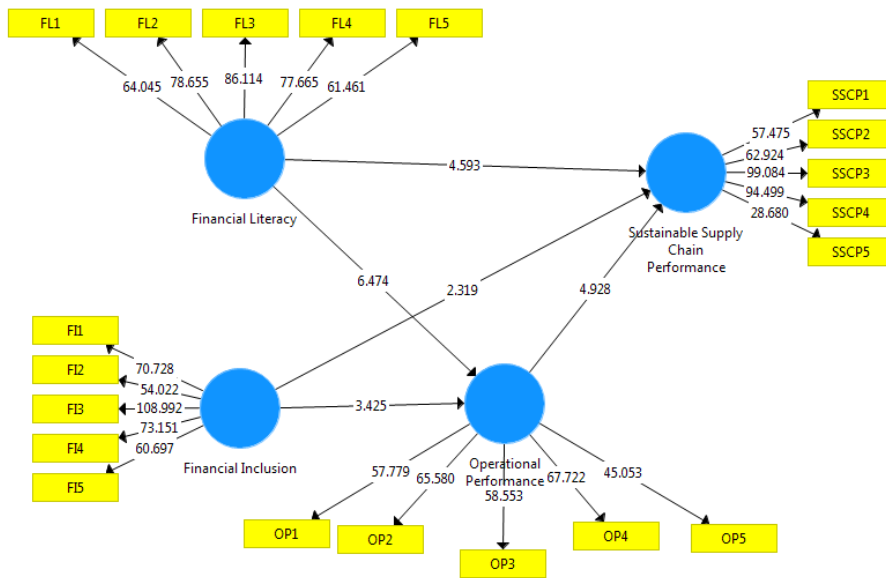 FL1 FL2 FL3 FL4 FL5
64.045 78.655 86.114 77.665 61.461
Financial Literacy
SSCP1
SSCP2
SSCP3
SSCP4
SSCP5
57.475
62.924
99.084
94.499
28.680
Sustainable Supply
Chain
Performance
4.593
6.474
2.319
4.928
3.425
FI1
FI2
FI3
FI4
FI5
70.728
54.022
108.992
73.151
60.697
Financial Inclusion
Operational
Performance
57.779 65.580 58.553 67.722 45.053
OP1 OP2 OP3 OP4 OP5